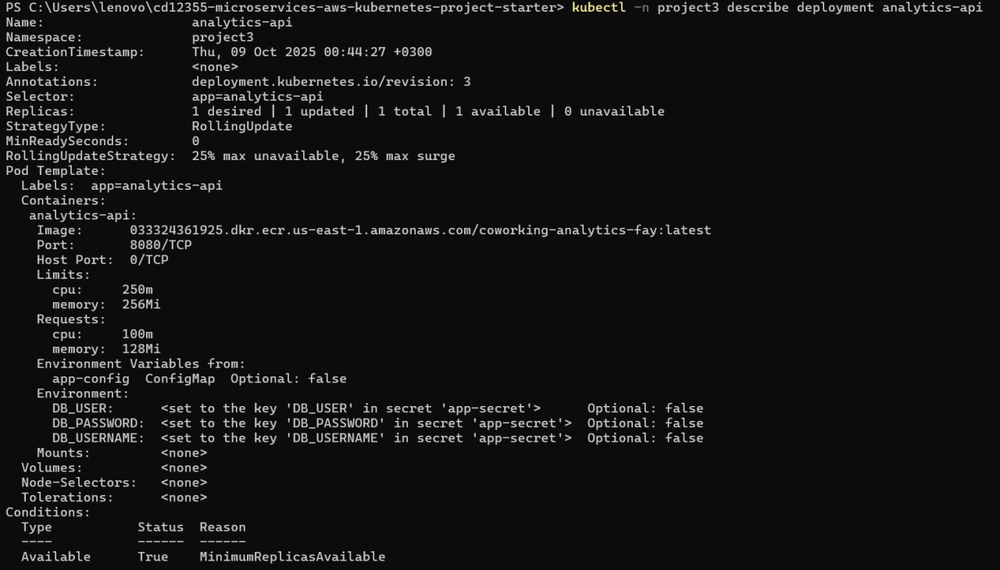 PS C:\Users\lenovo\cd12355-microservices-aws-kubernetes-project-starter> kubectl -n project3 describe deployment analytics-api
Name:                   analytics-api
Namespace:              project3
CreationTimestamp:      Thu, 09 Oct 2025 00:44:27 +0300
Labels:                 <none>
Annotations:            deployment.kubernetes.io/revision: 3
Selector:               app=analytics-api
Replicas:               1 desired | 1 updated | 1 total | 1 available | 0 unavailable
StrategyType:           RollingUpdate
MinReadySeconds:        0
RollingUpdateStrategy:  25% max unavailable, 25% max surge
Pod Template:
  Labels:  app=analytics-api
  Containers:
   analytics-api:
    Image:      033324361925.dkr.ecr.us-east-1.amazonaws.com/coworking-analytics-fay:latest
    Port:       8080/TCP
    Host Port:  0/TCP
    Limits:
      cpu:     250m
      memory:  256Mi
    Requests:
      cpu:     100m
      memory:  128Mi
    Environment Variables from:
      app-config  ConfigMap  Optional: false
    Environment:
      DB_USER:      <set to the key 'DB_USER' in secret 'app-secret'>      Optional: false
      DB_PASSWORD:  <set to the key 'DB_PASSWORD' in secret 'app-secret'>  Optional: false
      DB_USERNAME:  <set to the key 'DB_USERNAME' in secret 'app-secret'>  Optional: false
    Mounts:         <none>
  Volumes:          <none>
  Node-Selectors:   <none>
  Tolerations:      <none>
Conditions:
  Type           Status  Reason
  ----           ------  ------
  Available      True    MinimumReplicasAvailable